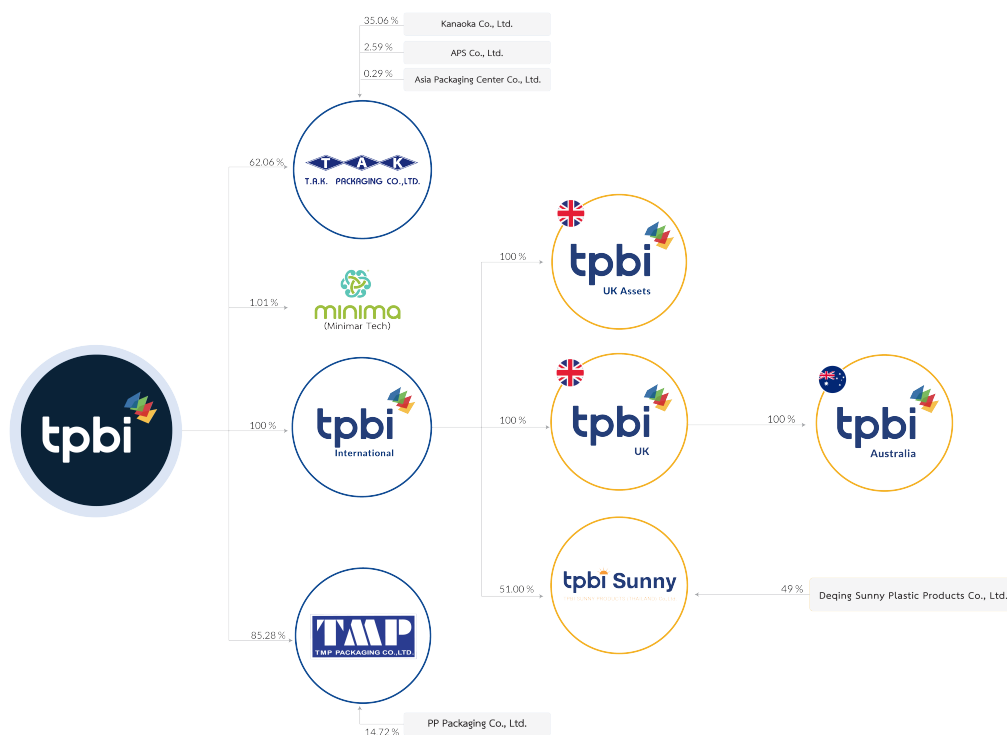 35.06 %
Kanaoka Co., Ltd.
2.59 %
APS Co., Ltd.
0.29 %
Asia Packaging Center Co., Ltd.
62.06 %
T A K
T.A.K. PACKAGING CO.,LTD.
100 %
tpbi
UK Assets
1.01 %
minima
(Minimar Tech)
tpbi
100 %
tpbi
International
100 %
tpbi
UK
100 %
tpbi
Australia
51.00 %
tpbi Sunny
49 %
Deqing Sunny Plastic Products Co., Ltd.
85.28 %
TMP
TMP PACKAGING CO.,LTD.
PP Packaging Co., Ltd.
14.72 %